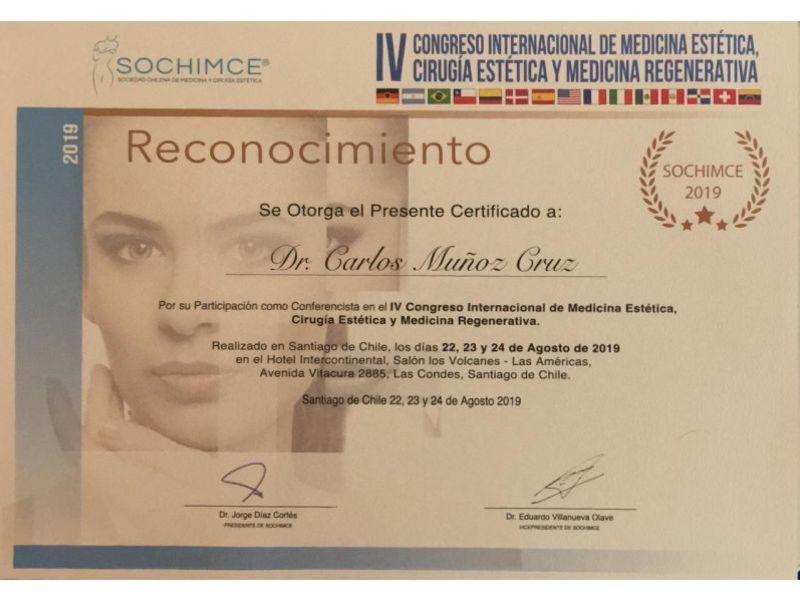 SOCHIMCE®
SOCIEDAD CHILENA DE MEDICINA Y CIRUGÍA ESTÉTICA
IV CONGRESO INTERNACIONAL DE MEDICINA ESTÉTICA,
CIRUGÍA ESTÉTICA Y MEDICINA REGENERATIVA
2019
Reconocimiento
SOCHIMCE
2019
Se Otorga el Presente Certificado a:
Dr. Carlos Muñoz Cruz
Por su Participación como Conferencista en el IV Congreso Internacional de Medicina Estética,
Cirugía Estética y Medicina Regenerativa.
Realizado en Santiago de Chile, los días 22, 23 y 24 de Agosto de 2019
en el Hotel Intercontinental, Salón los Volcanes - Las Américas,
Avenida Vitacura 2885, Las Condes, Santiago de Chile.
Santiago de Chile 22, 23 y 24 de Agosto 2019
Dr. Jorge Díaz Cortés
PRESIDENTE DE SOCHIMCE
Dr. Eduardo Villanueva Olave
VICEPRESIDENTE DE SOCHIMCE